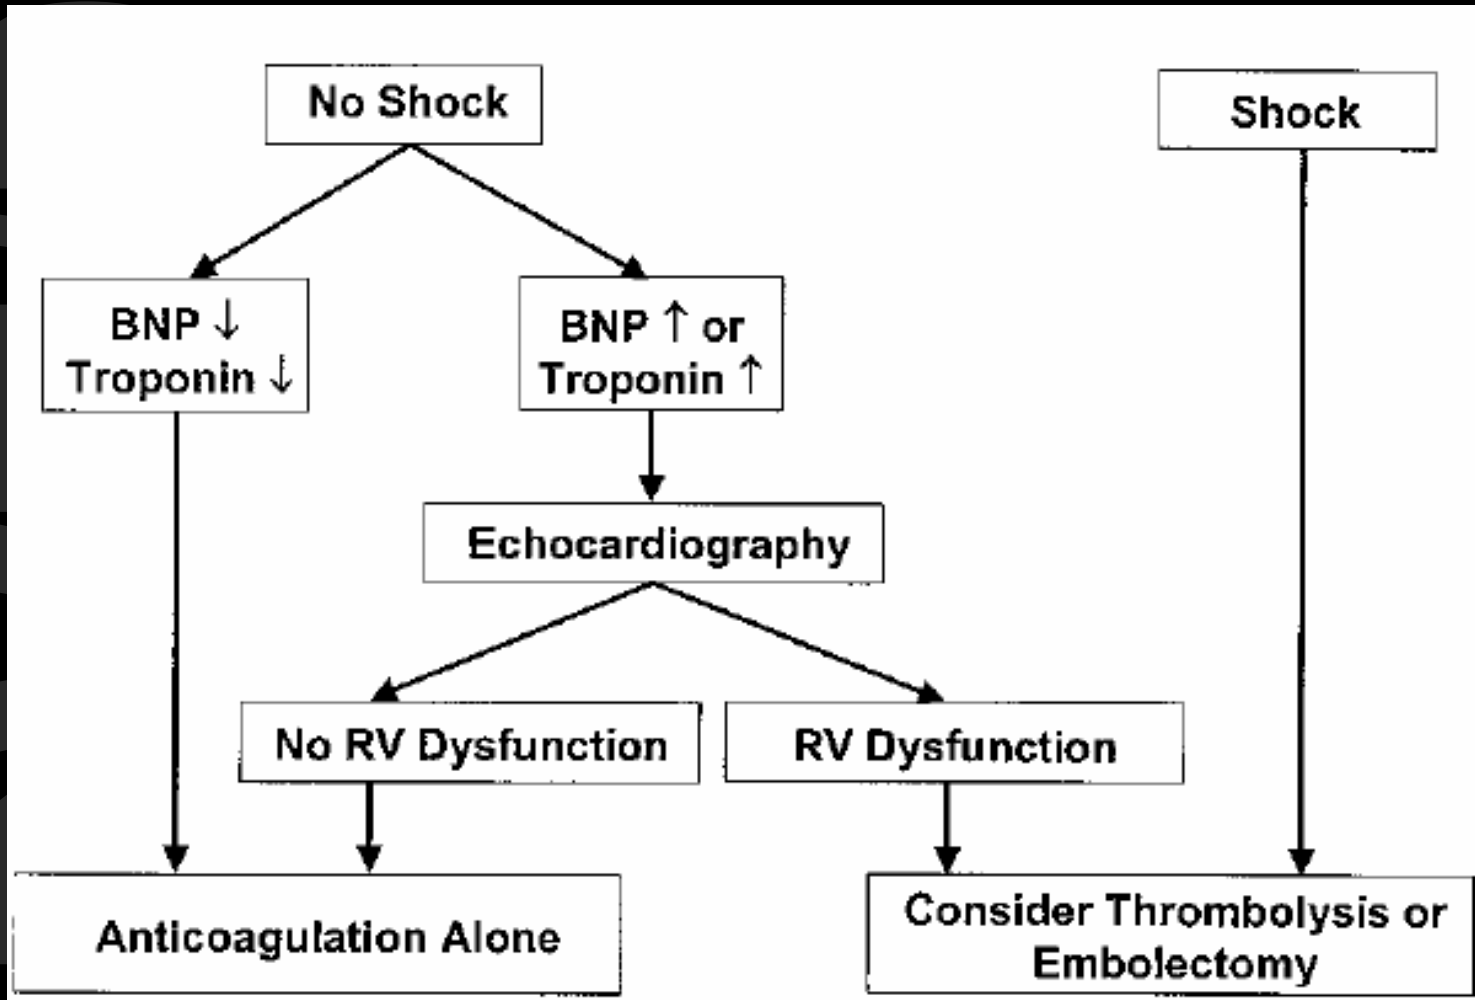 No Shock
Shock
BNP ↓
Troponin ↓
BNP ↑ or
Troponin ↑
Echocardiography
No RV Dysfunction
RV Dysfunction
Anticoagulation Alone
Consider Thrombolysis or
Embolectomy